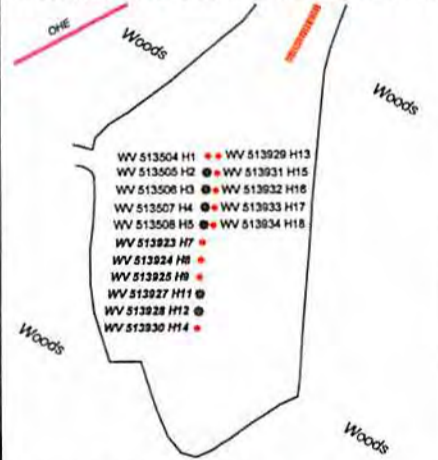 OHE
Woods
Woods
WV 513504 H1 WV 513929 H13
WV 513505 H2 WV 513931 H15
WV 513506 H3 WV 513932 H16
WV 513507 H4 WV 513933 H17
WV 513508 H5 WV 513934 H18
WV 513923 H7
WV 513924 H8
WV 513925 H9
WV 513927 H11
WV 513928 H12
WV 513930 H14
Woods
Woods